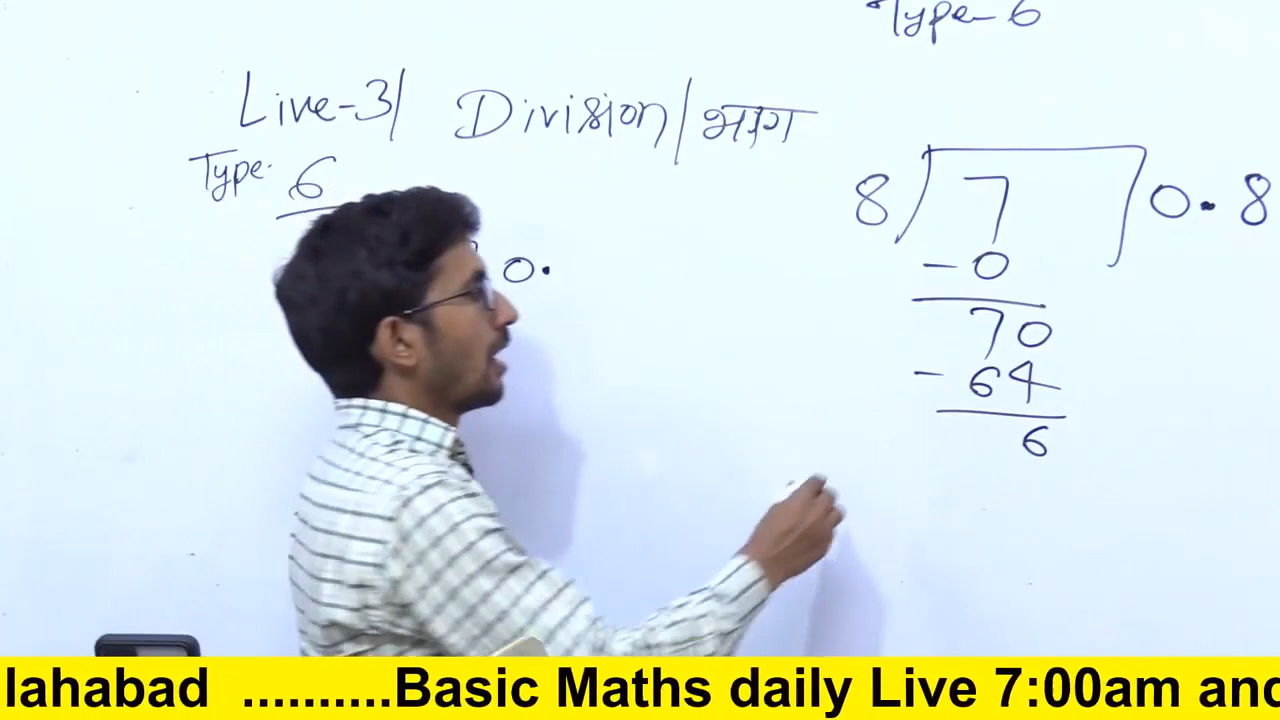 Type-6
Live-3/ Division/भाग
Type- 6
0.
8 7 0.8
-0
70
-64
6
lahabad ..........Basic Maths daily Live 7:00am and